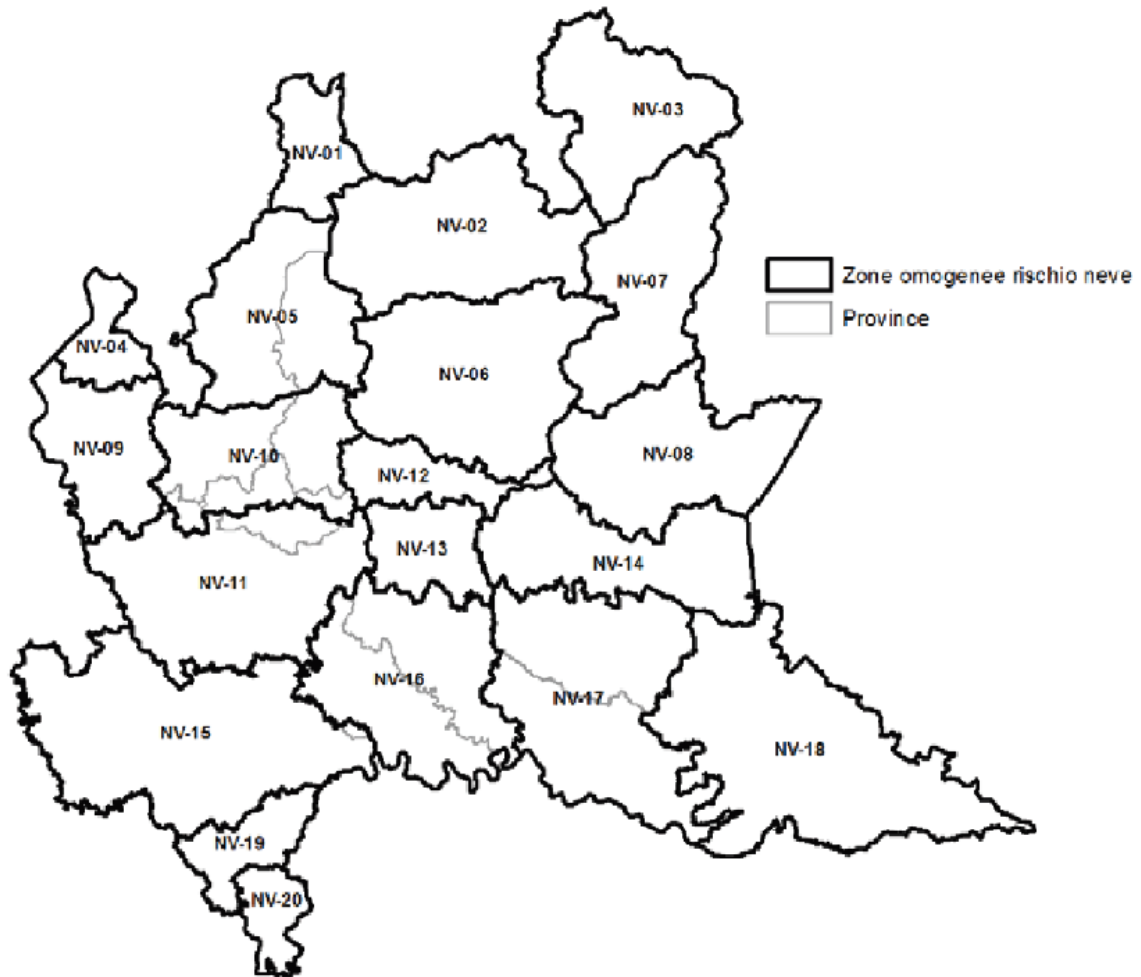 NV-03
NV-01
NV-02
Zone omogenee rischio neve
NV-07
Province
NV-05
NV-04
NV-06
NV-09
NV-10
NV-08
NV-12
NV-13
NV-14
NV-11
NV-16
NV-17
NV-15
NV-18
NV-19
NV-20